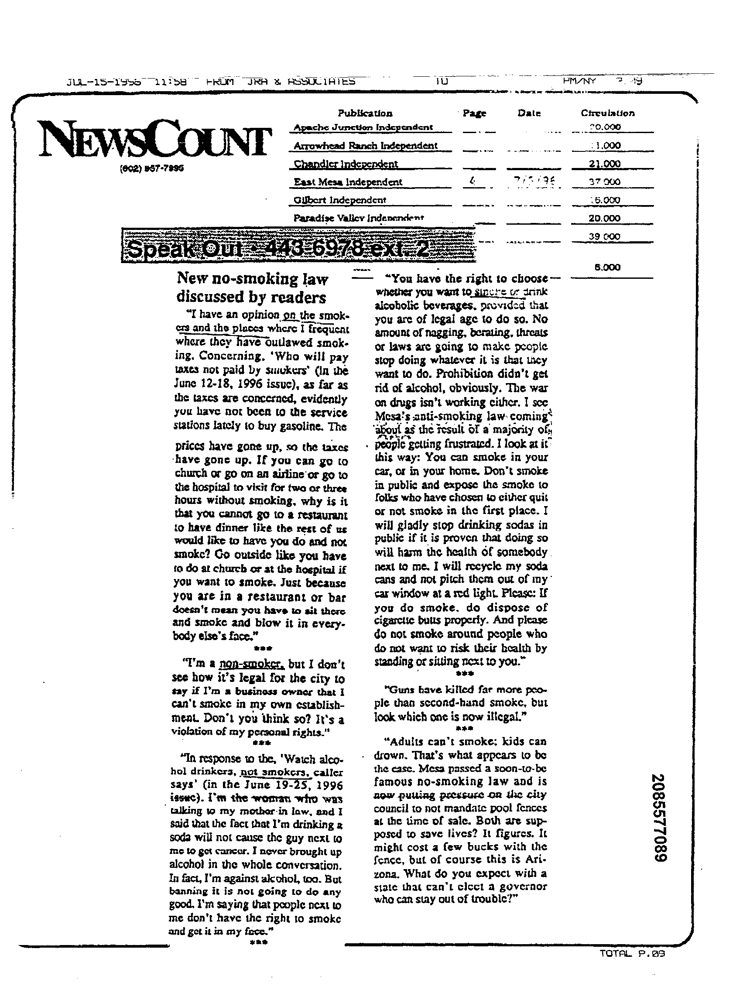 JUL-15-1996 11:58 FROM JRA & ASSOCIATES TO PM/NY P.09
NEWSCOUNT
(602) 957-7995
Publication Page Date Circulation
Apache Junction Independent 20,000
Arrowhead Ranch Independent
Chandler Independent 21,000
East Mesa Independent 6 7/3/96 37,000
Gilbert Independent
Paradise Valley Independent 20,000
39,000
5,000
Speak Out • 443-6978 ext. 2
New no-smoking law
discussed by readers
"I have an opinion on the smok-
ers and the places where I frequent
where they have outlawed smok-
ing. Concerning, 'Who will pay
taxes not paid by smokers' (in the
June 12-18, 1996 issue), as far as
the taxes are concerned, evidently
you have not been to the service
stations lately to buy gasoline. The
prices have gone up, so the taxes
have gone up. If you can go to
church or go on an airline or go to
the hospital to visit for two or three
hours without smoking, why is it
that you cannot go to a restaurant
to have dinner like the rest of us
would like to have you do and not
smoke? Go outside like you have
to do at church or at the hospital if
you want to smoke. Just because
you are in a restaurant or bar
doesn't mean you have to sit there
and smoke and blow it in every-
body else's face."
***
"I'm a non-smoker, but I don't
see how it's legal for the city to
say if I'm a business owner that I
can't smoke in my own establish-
ment. Don't you think so? It's a
violation of my personal rights."
***
"In response to the, 'Watch alco-
hol drinkers, not smokers, caller
says' (in the June 19-25, 1996
issue). I'm the woman who was
talking to my mother in law, and I
said that the fact that I'm drinking a
soda will not cause the guy next to
me to get cancer. I never brought up
alcohol in the whole conversation.
In fact, I'm against alcohol, too. But
banning it is not going to do any
good. I'm saying that people next to
me don't have the right to smoke
and get it in my face."
***
"You have the right to choose
whether you want to smoke or drink
alcoholic beverages, provided that
you are of legal age to do so. No
amount of nagging, berating, threats
or laws are going to make people
stop doing whatever it is that they
want to do. Prohibition didn't get
rid of alcohol, obviously. The war
on drugs isn't working either. I see
Mesa's anti-smoking law coming
about as the result of a majority of
people getting frustrated. I look at it
this way: You can smoke in your
car, or in your home. Don't smoke
in public and expose the smoke to
folks who have chosen to either quit
or not smoke in the first place. I
will gladly stop drinking sodas in
public if it is proven that doing so
will harm the health of somebody
next to me. I will recycle my soda
cans and not pitch them out of my
car window at a red light. Please: If
you do smoke, do dispose of
cigarette butts properly. And please
do not smoke around people who
do not want to risk their health by
standing or sitting next to you."
***
"Guns have killed far more peo-
ple than second-hand smoke, but
look which one is now illegal."
***
"Adults can't smoke; kids can
drown. That's what appears to be
the case. Mesa passed a soon-to-be
famous no-smoking law and is
now putting pressure on the city
council to not mandate pool fences
at the time of sale. Both are sup-
posed to save lives? It figures. It
might cost a few bucks with the
fence, but of course this is Ari-
zona. What do you expect with a
state that can't elect a governor
who can stay out of trouble?"
2085577089
TOTAL P.09